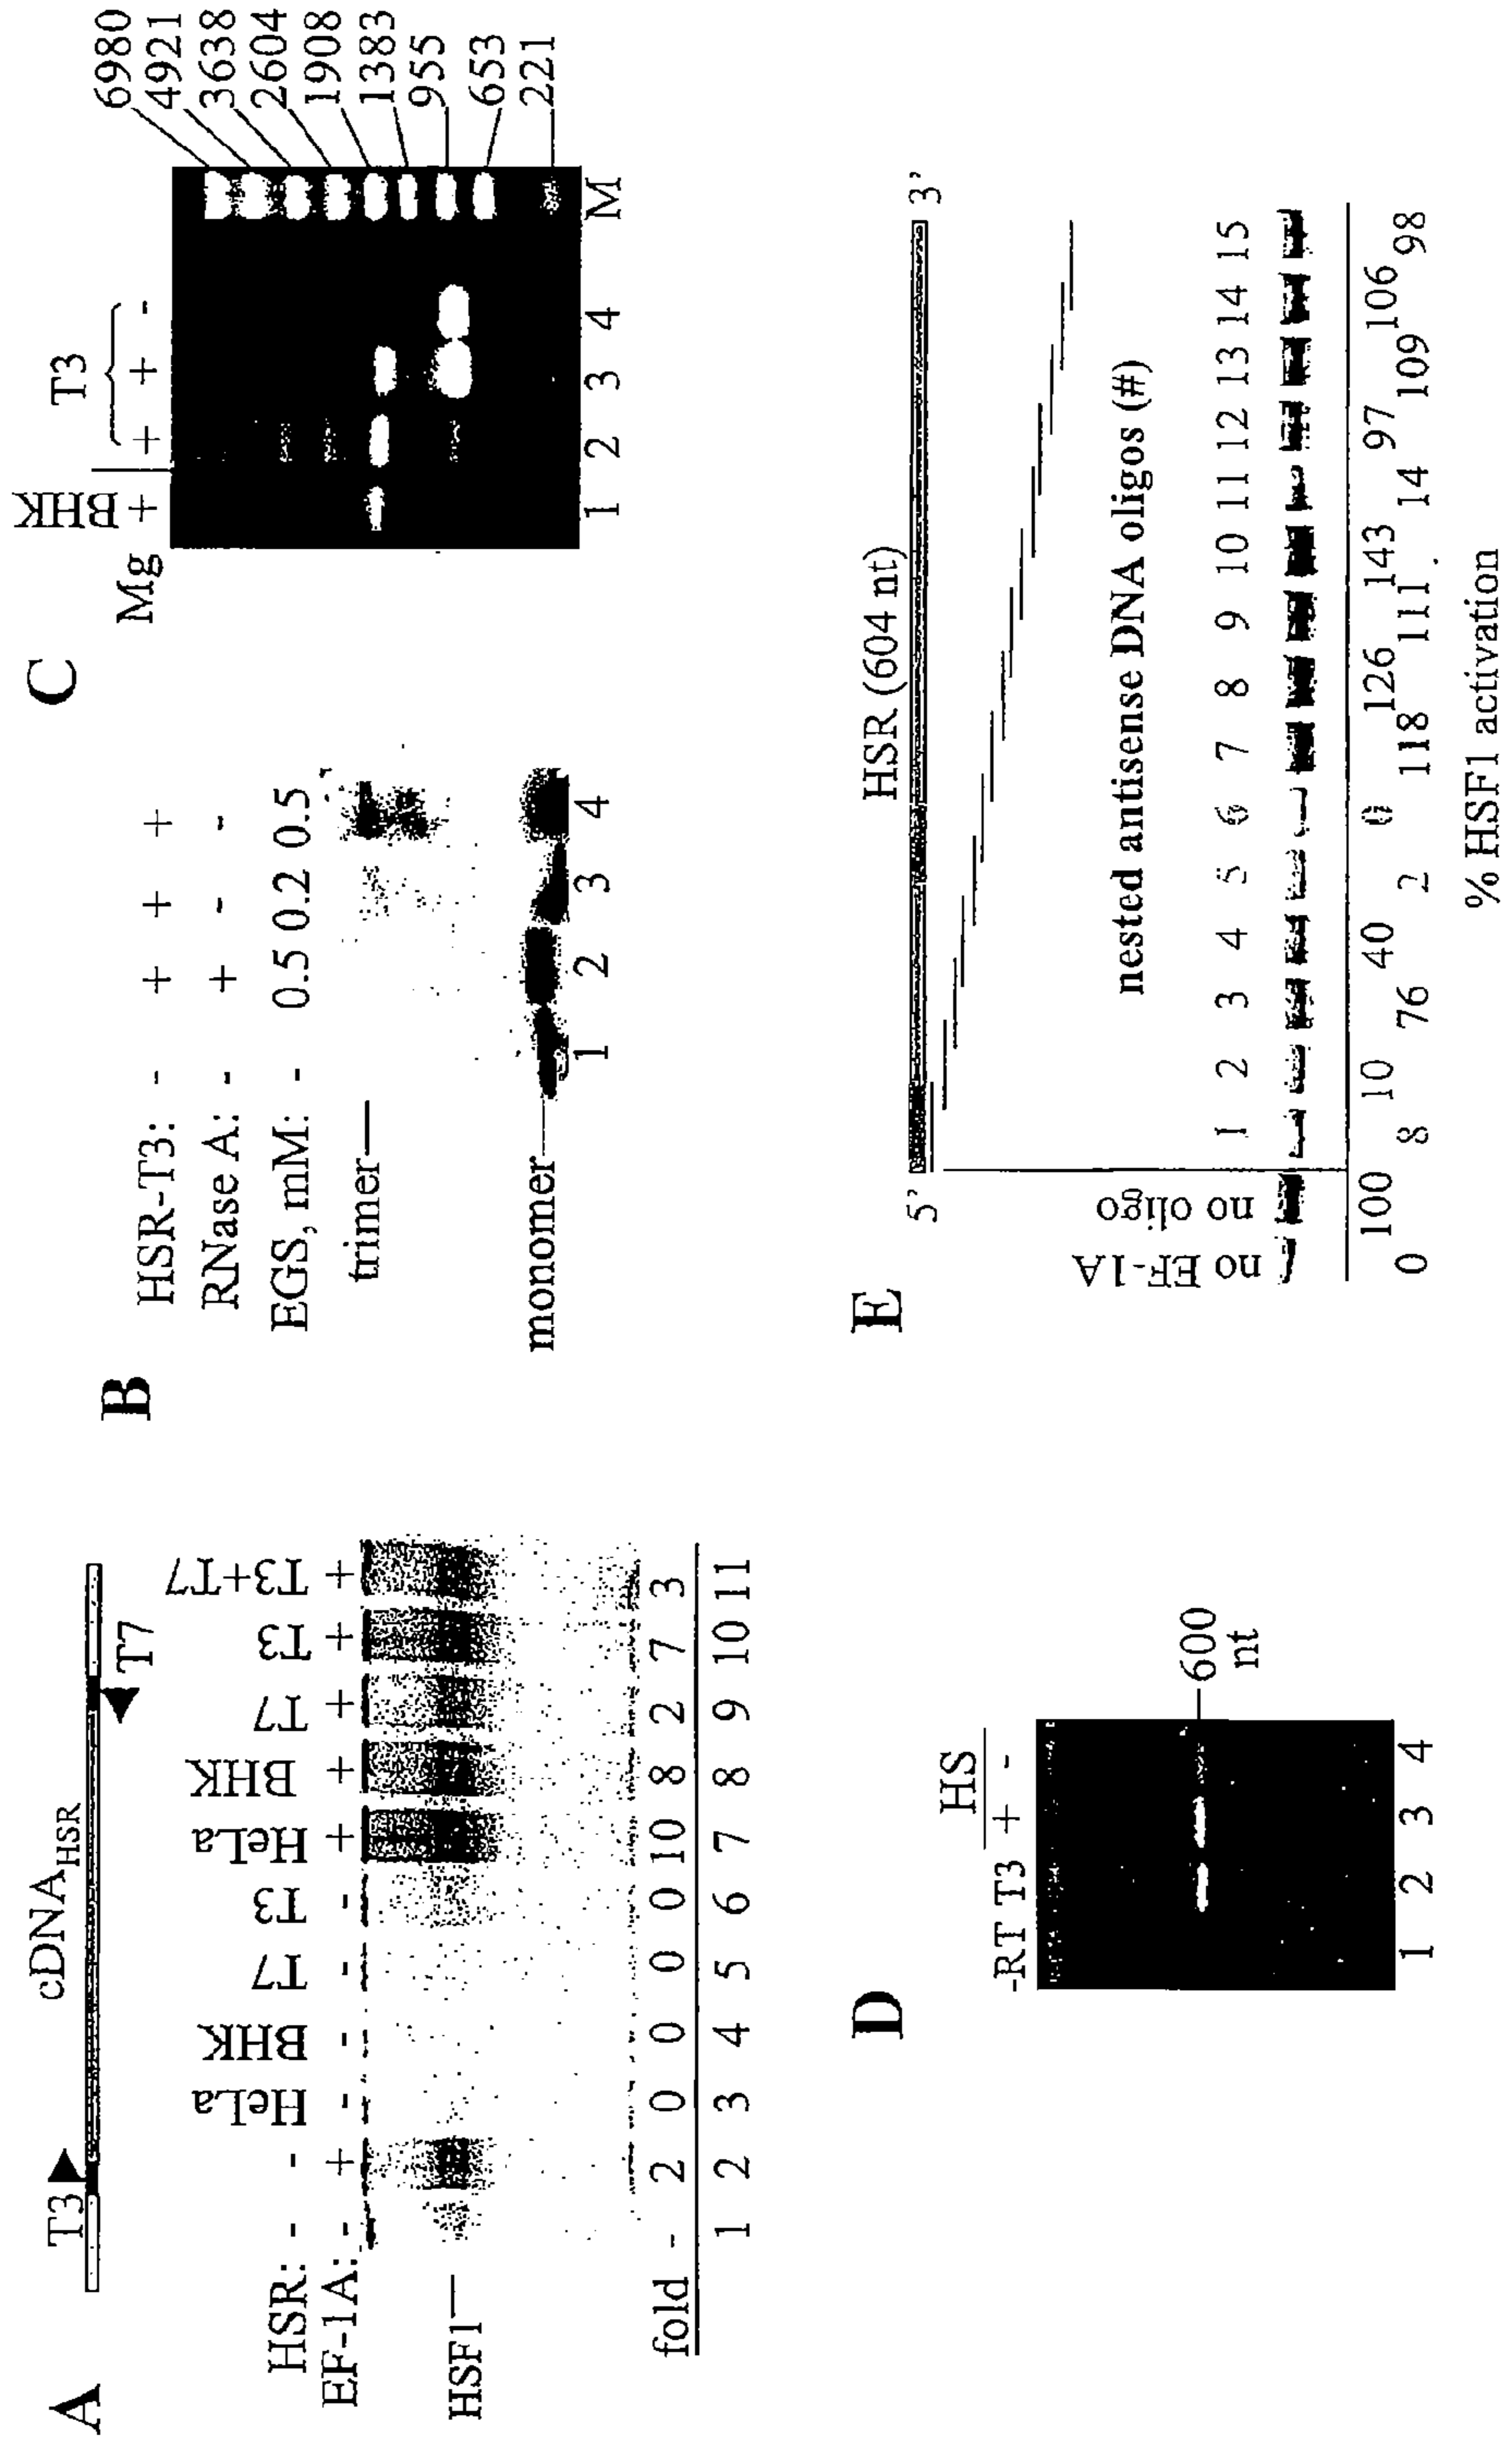 A
T3
cDNAHSR
T7
HSR: - - HeLa BHK T7 T3 HeLa BHK T7 T3 T3+T7
EF-1A: - + - - - - + + + + +
HSF1
fold - 2 0 0 0 0 10 8 2 7 3
1 2 3 4 5 6 7 8 9 10 11
B
HSR-T3: - + + +
RNase A: - + - -
EGS, mM: - 0.5 0.2 0.5
trimer
monomer
1 2 3 4
C
BHK T3
Mg + + + -
6980
4921
3638
2604
1908
1383
955
653
221
1 2 3 4 M
D
HS
-RT T3 + -
600
nt
1 2 3 4
E
HSR (604 nt)
5' 3'
nested antisense DNA oligos (#)
no EF-1A no oligo 1 2 3 4 5 6 7 8 9 10 11 12 13 14 15
0 100 8 10 76 40 2 0 118 126 111 143 14 97 109 106 98
% HSF1 activation